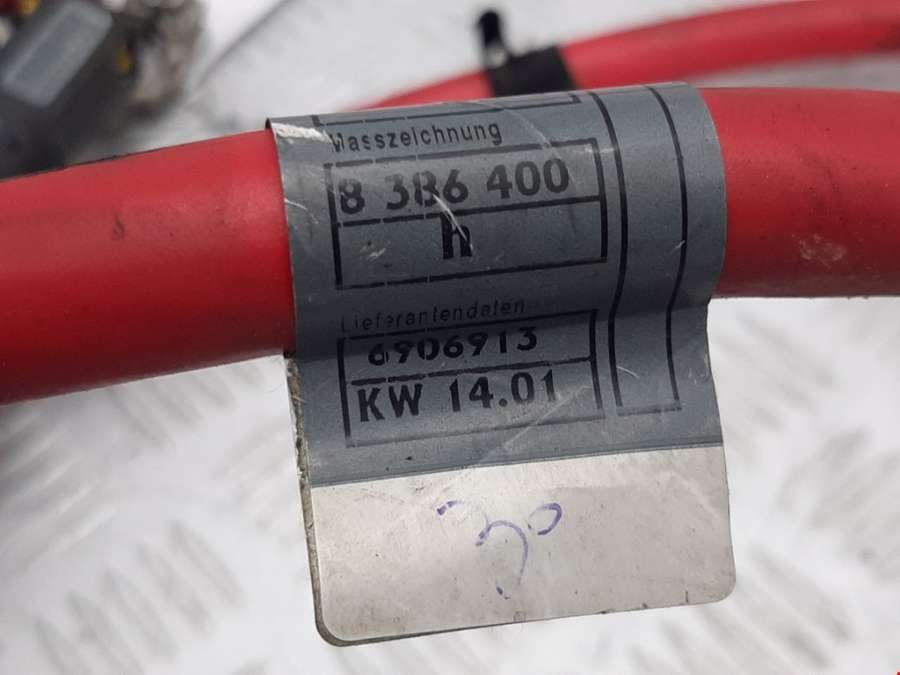 Masszeichnung
8 386 400
h
Lieferantendaten
6906913
KW 14.01
30